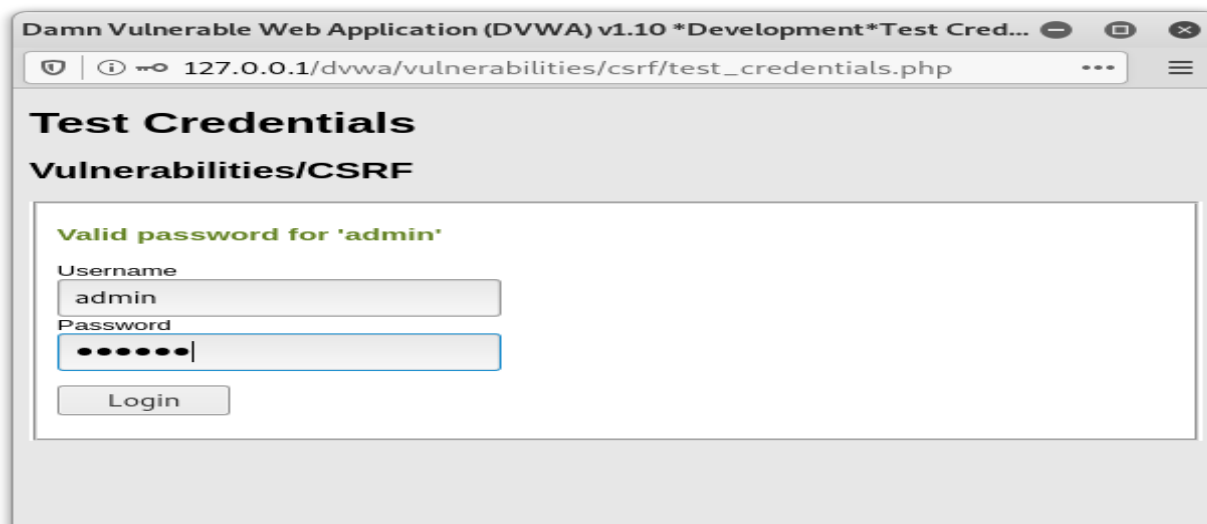 Damn Vulnerable Web Application (DVWA) v1.10 *Development*Test Cred...
127.0.0.1/dvwa/vulnerabilities/csrf/test_credentials.php
Test Credentials
Vulnerabilities/CSRF
Valid password for 'admin'
Username
admin
Password
••••••
Login